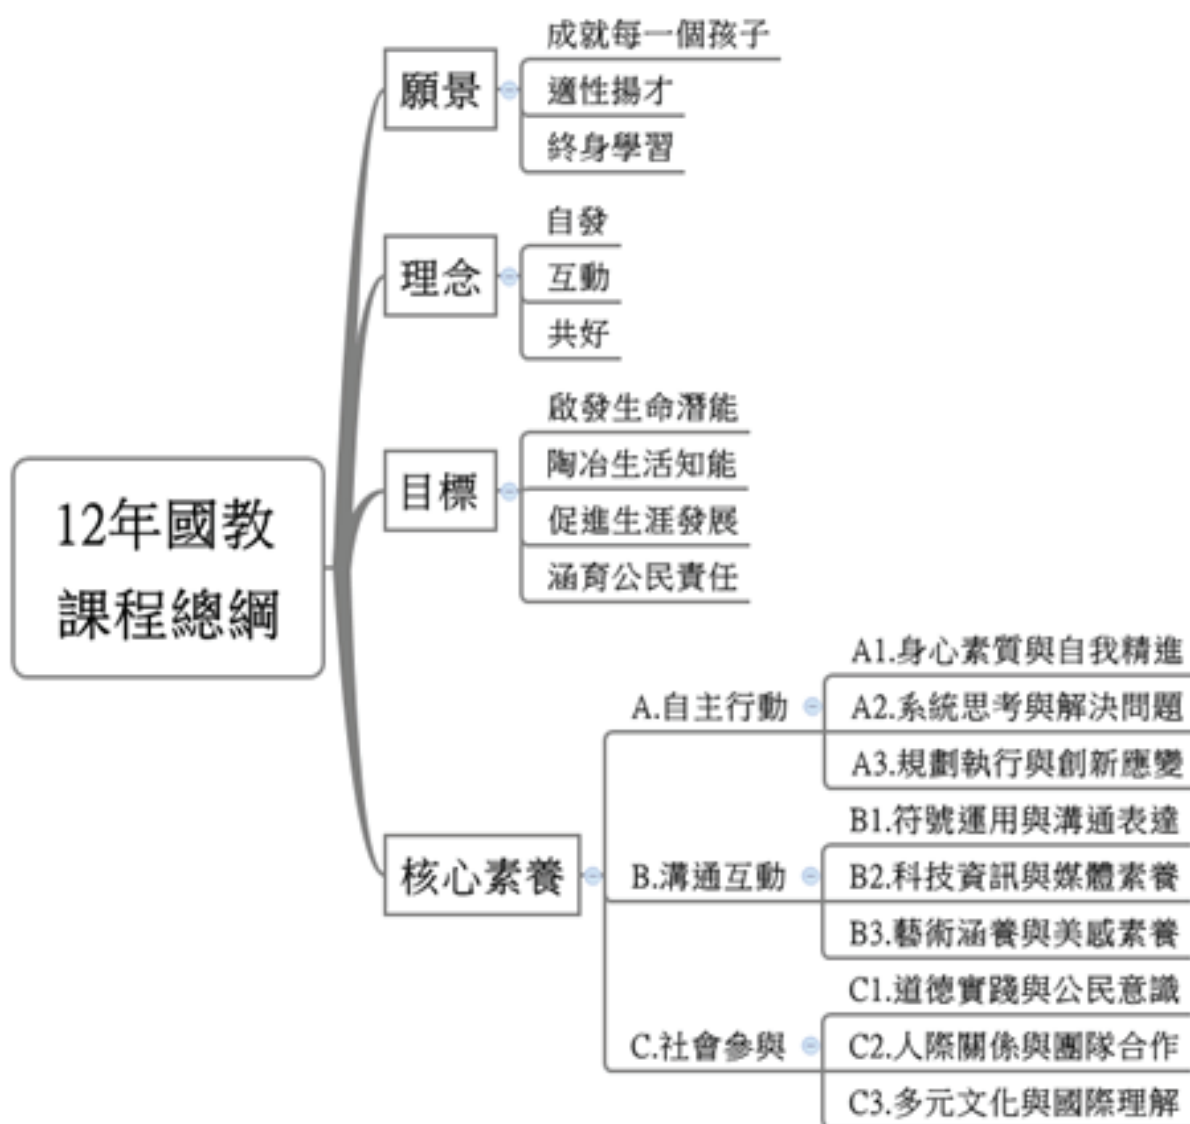 12年國教
課程總綱
願景
成就每一個孩子
適性揚才
終身學習
理念
自發
互動
共好
目標
啟發生命潛能
陶冶生活知能
促進生涯發展
涵育公民責任
核心素養
A.自主行動
A1.身心素質與自我精進
A2.系統思考與解決問題
A3.規劃執行與創新應變
B.溝通互動
B1.符號運用與溝通表達
B2.科技資訊與媒體素養
B3.藝術涵養與美感素養
C.社會參與
C1.道德實踐與公民意識
C2.人際關係與團隊合作
C3.多元文化與國際理解